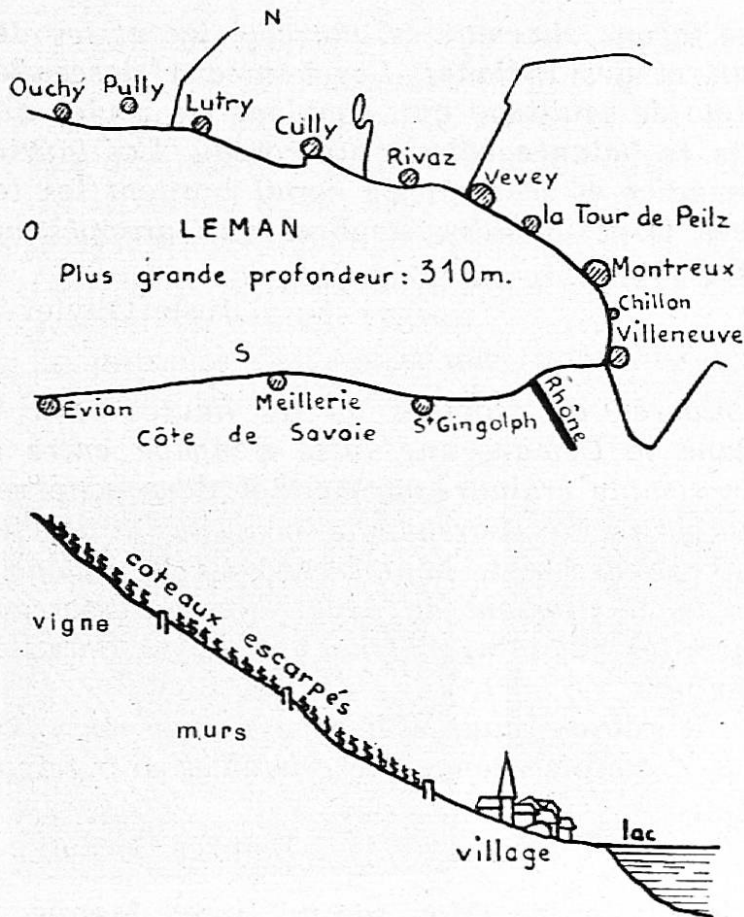 N
Ouchy Pully
Lutry
Cully
Rivaz
Vevey
la Tour de Peilz
O LEMAN
Plus grande profondeur : 310 m.
Montreux
Chillon
Villeneuve
S
Evian
Meillerie
St Gingolph
Rhône
Côte de Savoie
coteaux escarpés
vigne
murs
village
lac